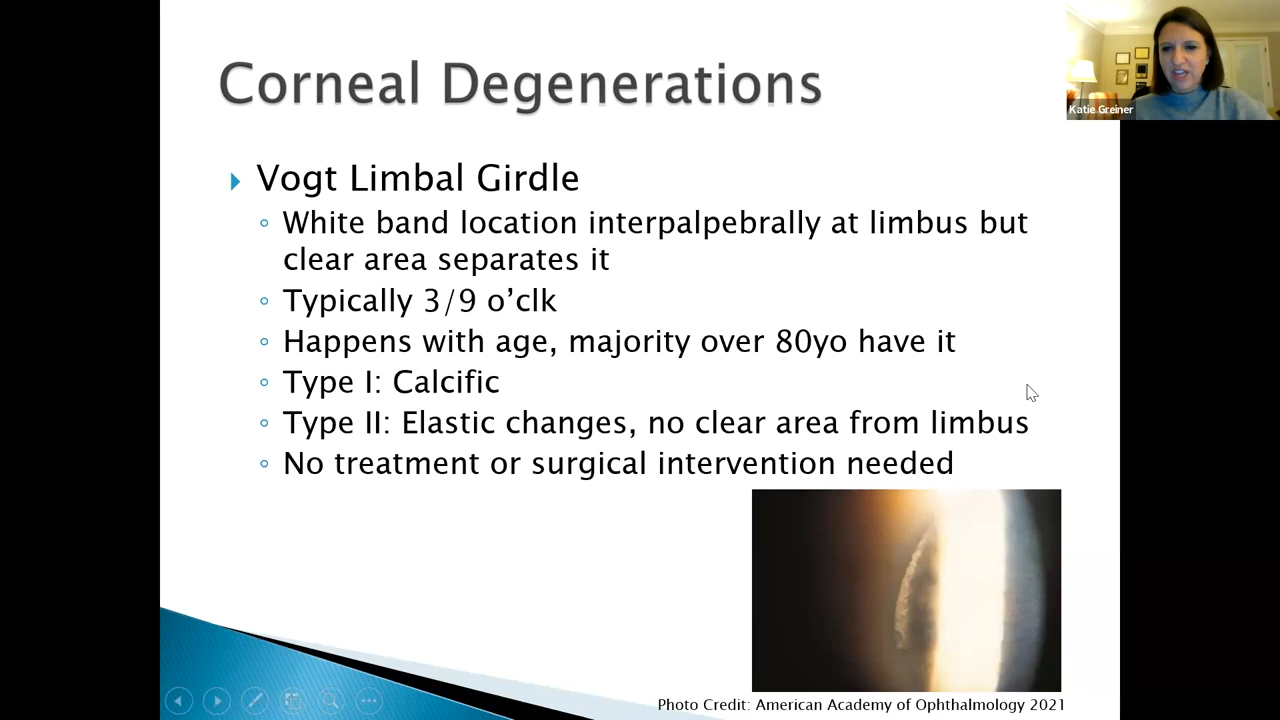 Corneal Degenerations
Katie Greiner
Vogt Limbal Girdle
White band location interpalpebrally at limbus but
clear area separates it
Typically 3/9 o’clk
Happens with age, majority over 80yo have it
Type I: Calcific
Type II: Elastic changes, no clear area from limbus
No treatment or surgical intervention needed
Photo Credit: American Academy of Ophthalmology 2021